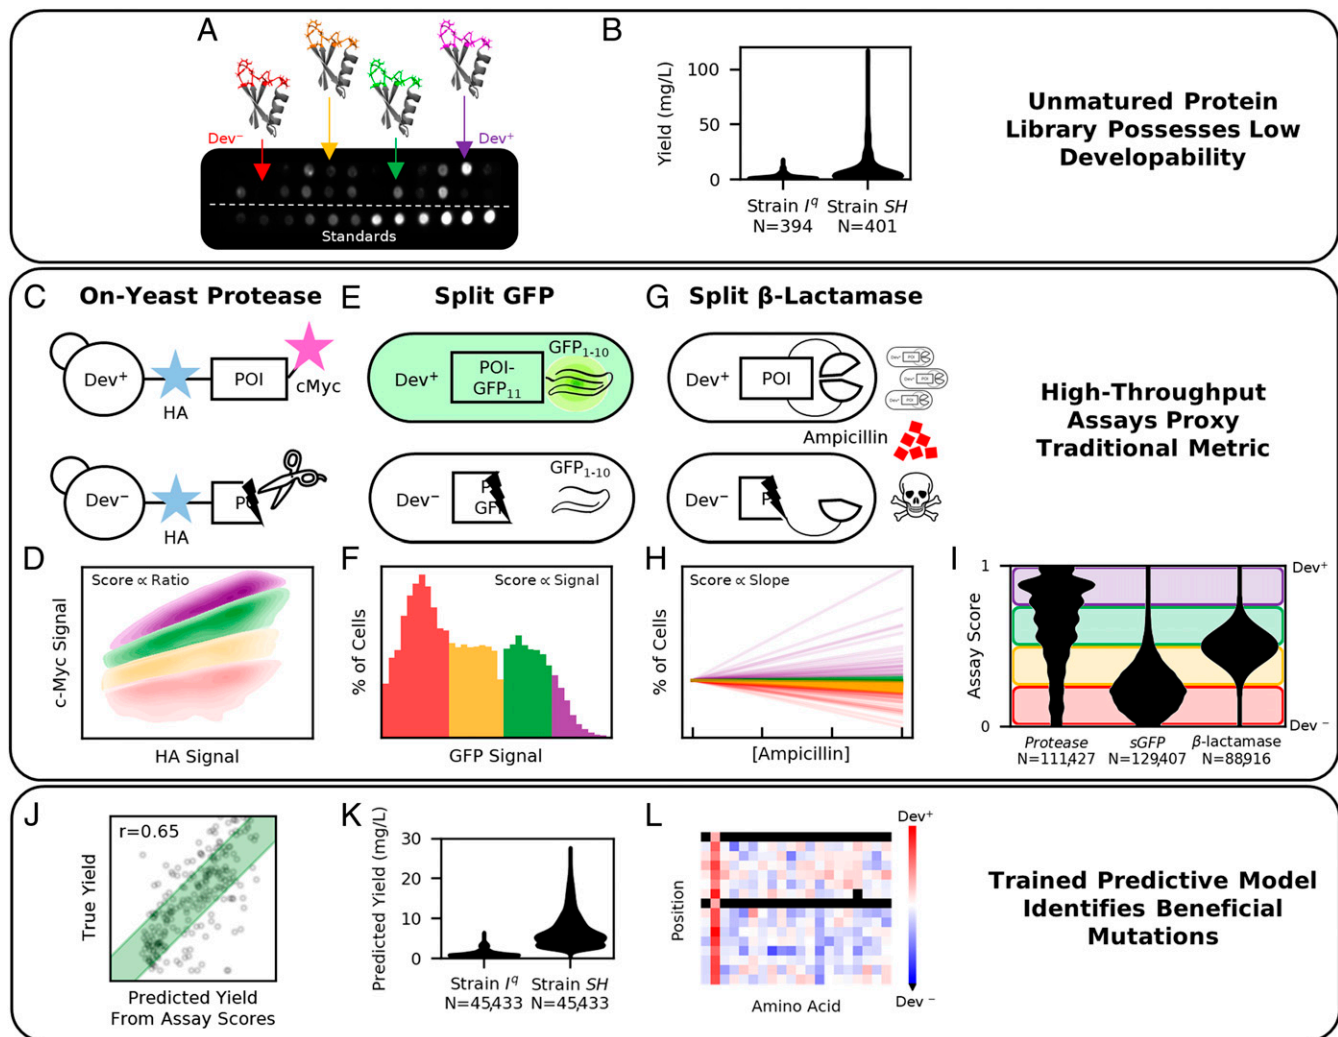 A
Dev⁻
Dev⁺
Standards
B
Yield (mg/L)
100
50
0
Strain Iq
N=394
Strain SH
N=401
Unmatured Protein
Library Possesses Low
Developability
C
On-Yeast Protease
Dev⁺
HA
POI
cMyc
Dev⁻
HA
E
Split GFP
Dev⁺
POI-
GFP₁₁
GFP₁₋₁₀
Dev⁻
GFP₁₋₁₀
G
Split β-Lactamase
Dev⁺
POI
Ampicillin
Dev⁻
High-Throughput
Assays Proxy
Traditional Metric
D
Score ∝ Ratio
c-Myc Signal
HA Signal
F
Score ∝ Signal
% of Cells
GFP Signal
H
Score ∝ Slope
% of Cells
[Ampicillin]
I
Assay Score
1
0
Dev⁺
Dev ⁻
Protease
N=111,427
sGFP
N=129,407
β-lactamase
N=88,916
J
r=0.65
True Yield
Predicted Yield
From Assay Scores
K
Predicted Yield (mg/L)
30
20
10
0
Strain Iq
N=45,433
Strain SH
N=45,433
L
Position
Amino Acid
Dev⁺
Dev ⁻
Trained Predictive Model
Identifies Beneficial
Mutations